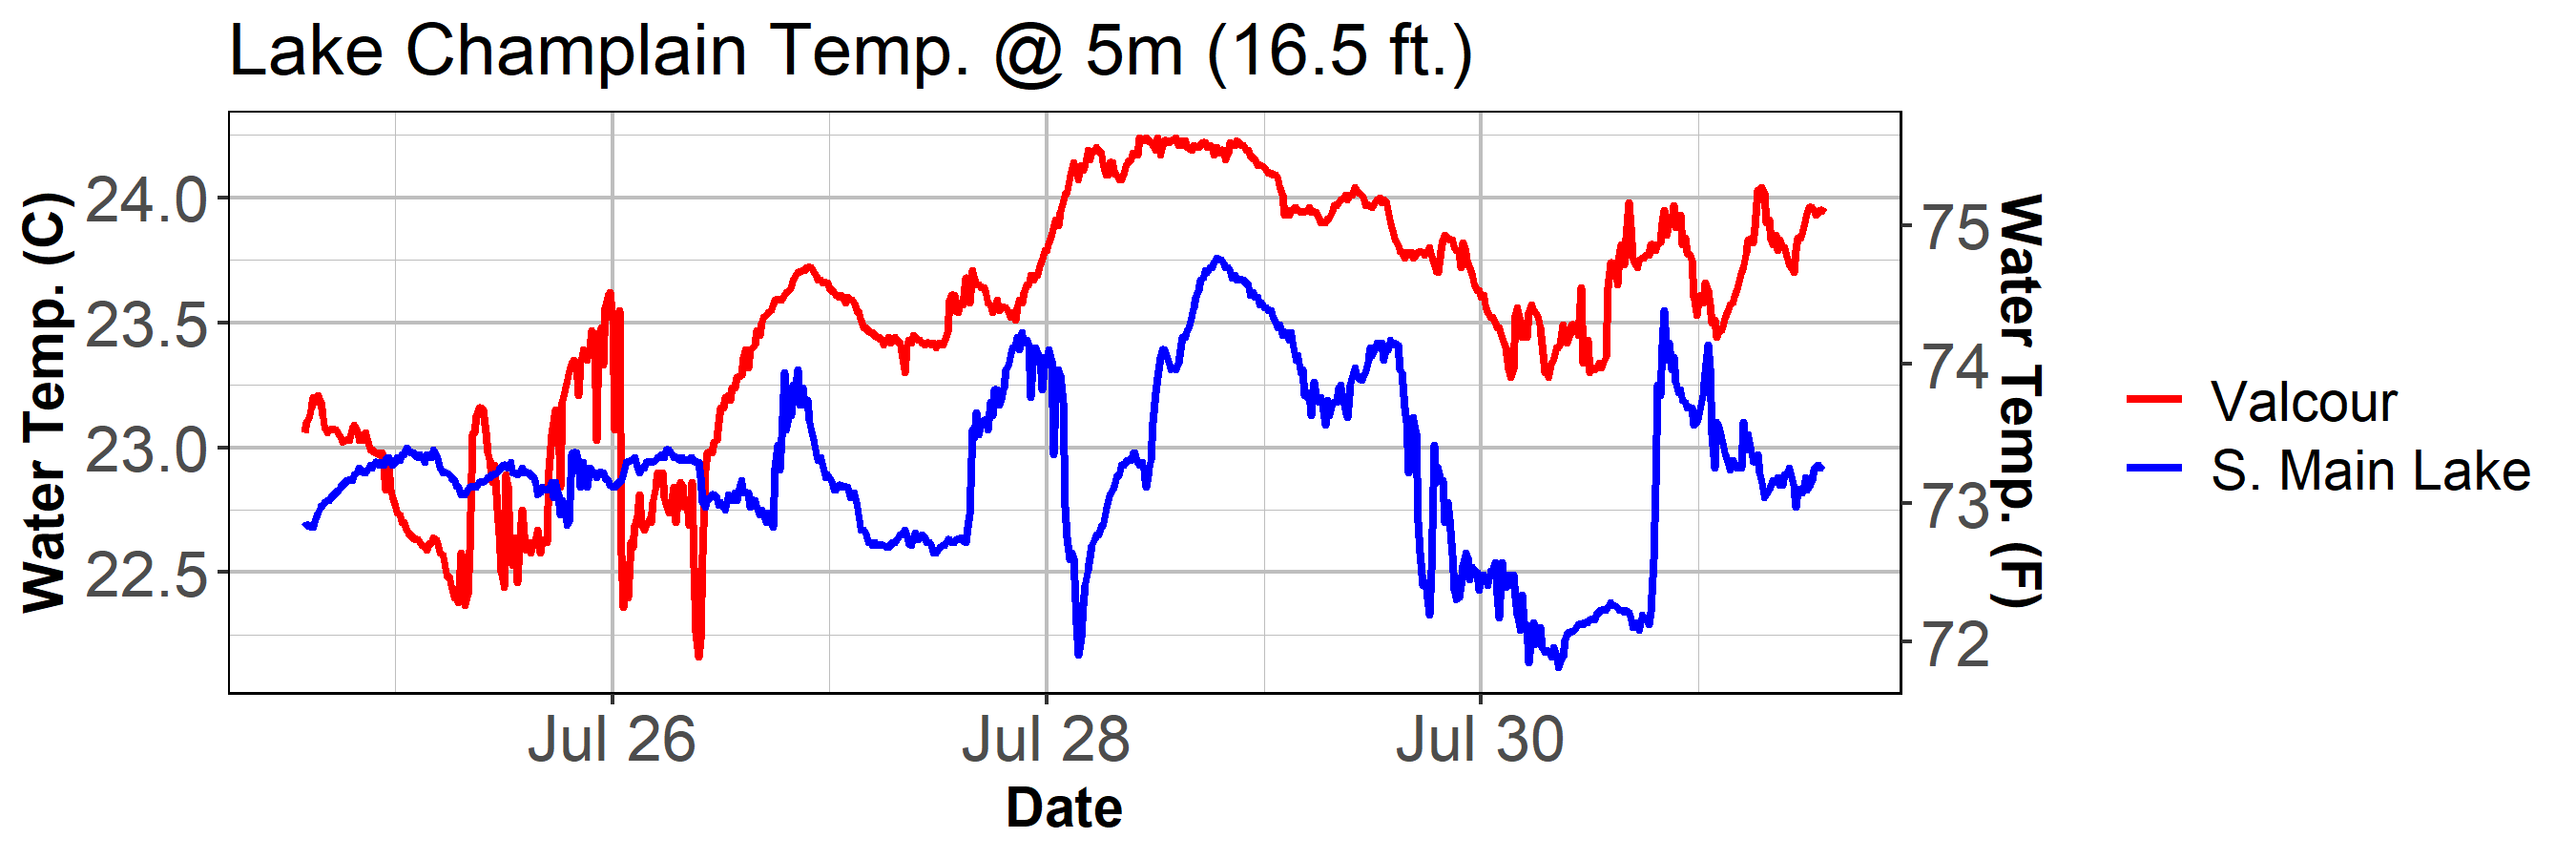 Lake Champlain Temp. @ 5m (16.5 ft.)
Water Temp. (C)
24.0
23.5
23.0
22.5
75
74
73
72
Water Temp. (F)
Jul 26
Jul 28
Jul 30
Date
Valcour
S. Main Lake